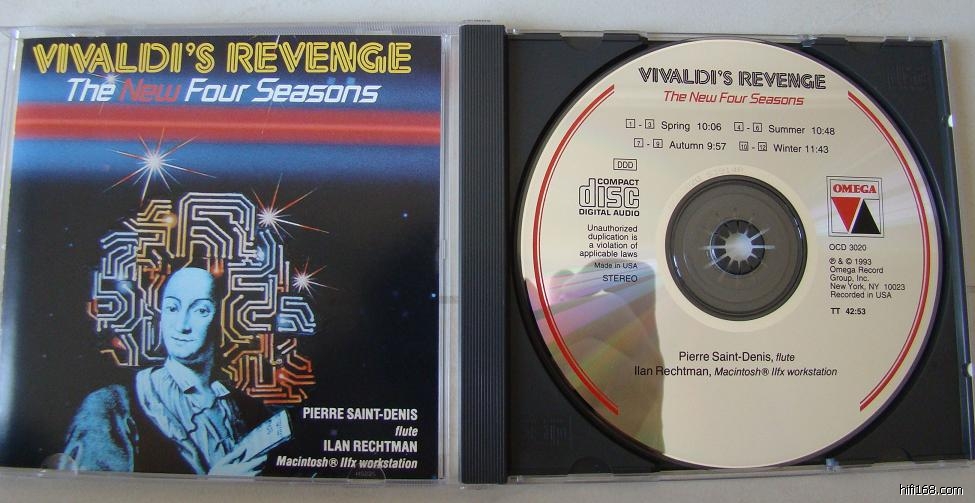 VIVALDI'S REVENGE
The New Four Seasons
PIERRE SAINT-DENIS
flute
ILAN RECHTMAN
Macintosh® IIfx workstation
VIVALDI'S REVENGE
The New Four Seasons
1 - 3 Spring 10:06 4 - 6 Summer 10:48
7 - 9 Autumn 9:57 10 - 12 Winter 11:43
DDD
COMPACT
disc
DIGITAL AUDIO
Unauthorized
duplication is
a violation of
applicable laws
Made in USA
STEREO
OMEGA
OCD 3020
℗ & © 1993
Omega Record
Group, Inc.
New York, NY 10023
Recorded in USA
TT 42:53
Pierre Saint-Denis, flute
Ilan Rechtman, Macintosh® IIfx workstation
hifi168.com